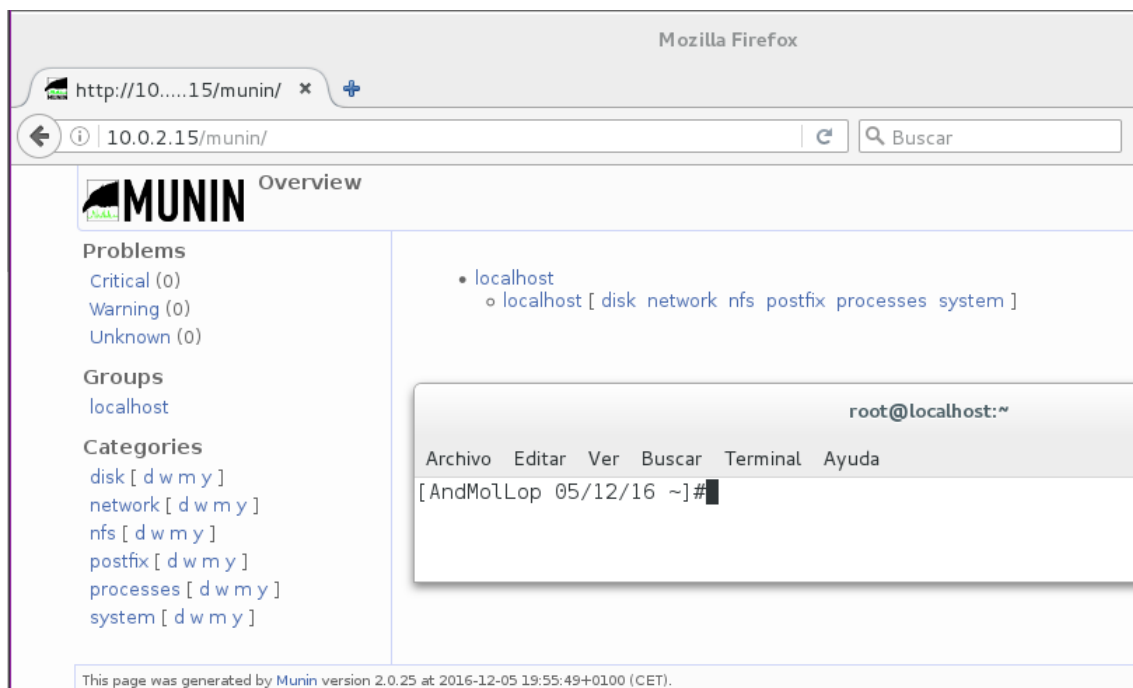 Mozilla Firefox
http://10.....15/munin/
10.0.2.15/munin/
Buscar
MUNIN Overview
Problems
Critical (0)
Warning (0)
Unknown (0)
Groups
localhost
Categories
disk [ d w m y ]
network [ d w m y ]
nfs [ d w m y ]
postfix [ d w m y ]
processes [ d w m y ]
system [ d w m y ]
• localhost
○ localhost [ disk network nfs postfix processes system ]
root@localhost:~
Archivo Editar Ver Buscar Terminal Ayuda
[AndMolLop 05/12/16 ~]#
This page was generated by Munin version 2.0.25 at 2016-12-05 19:55:49+0100 (CET).